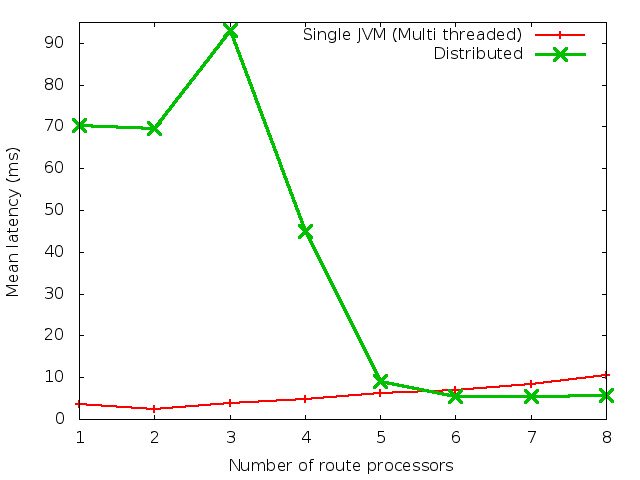 Single JVM (Multi threaded)
Distributed
Mean latency (ms)
90
80
70
60
50
40
30
20
10
0
1 2 3 4 5 6 7 8
Number of route processors